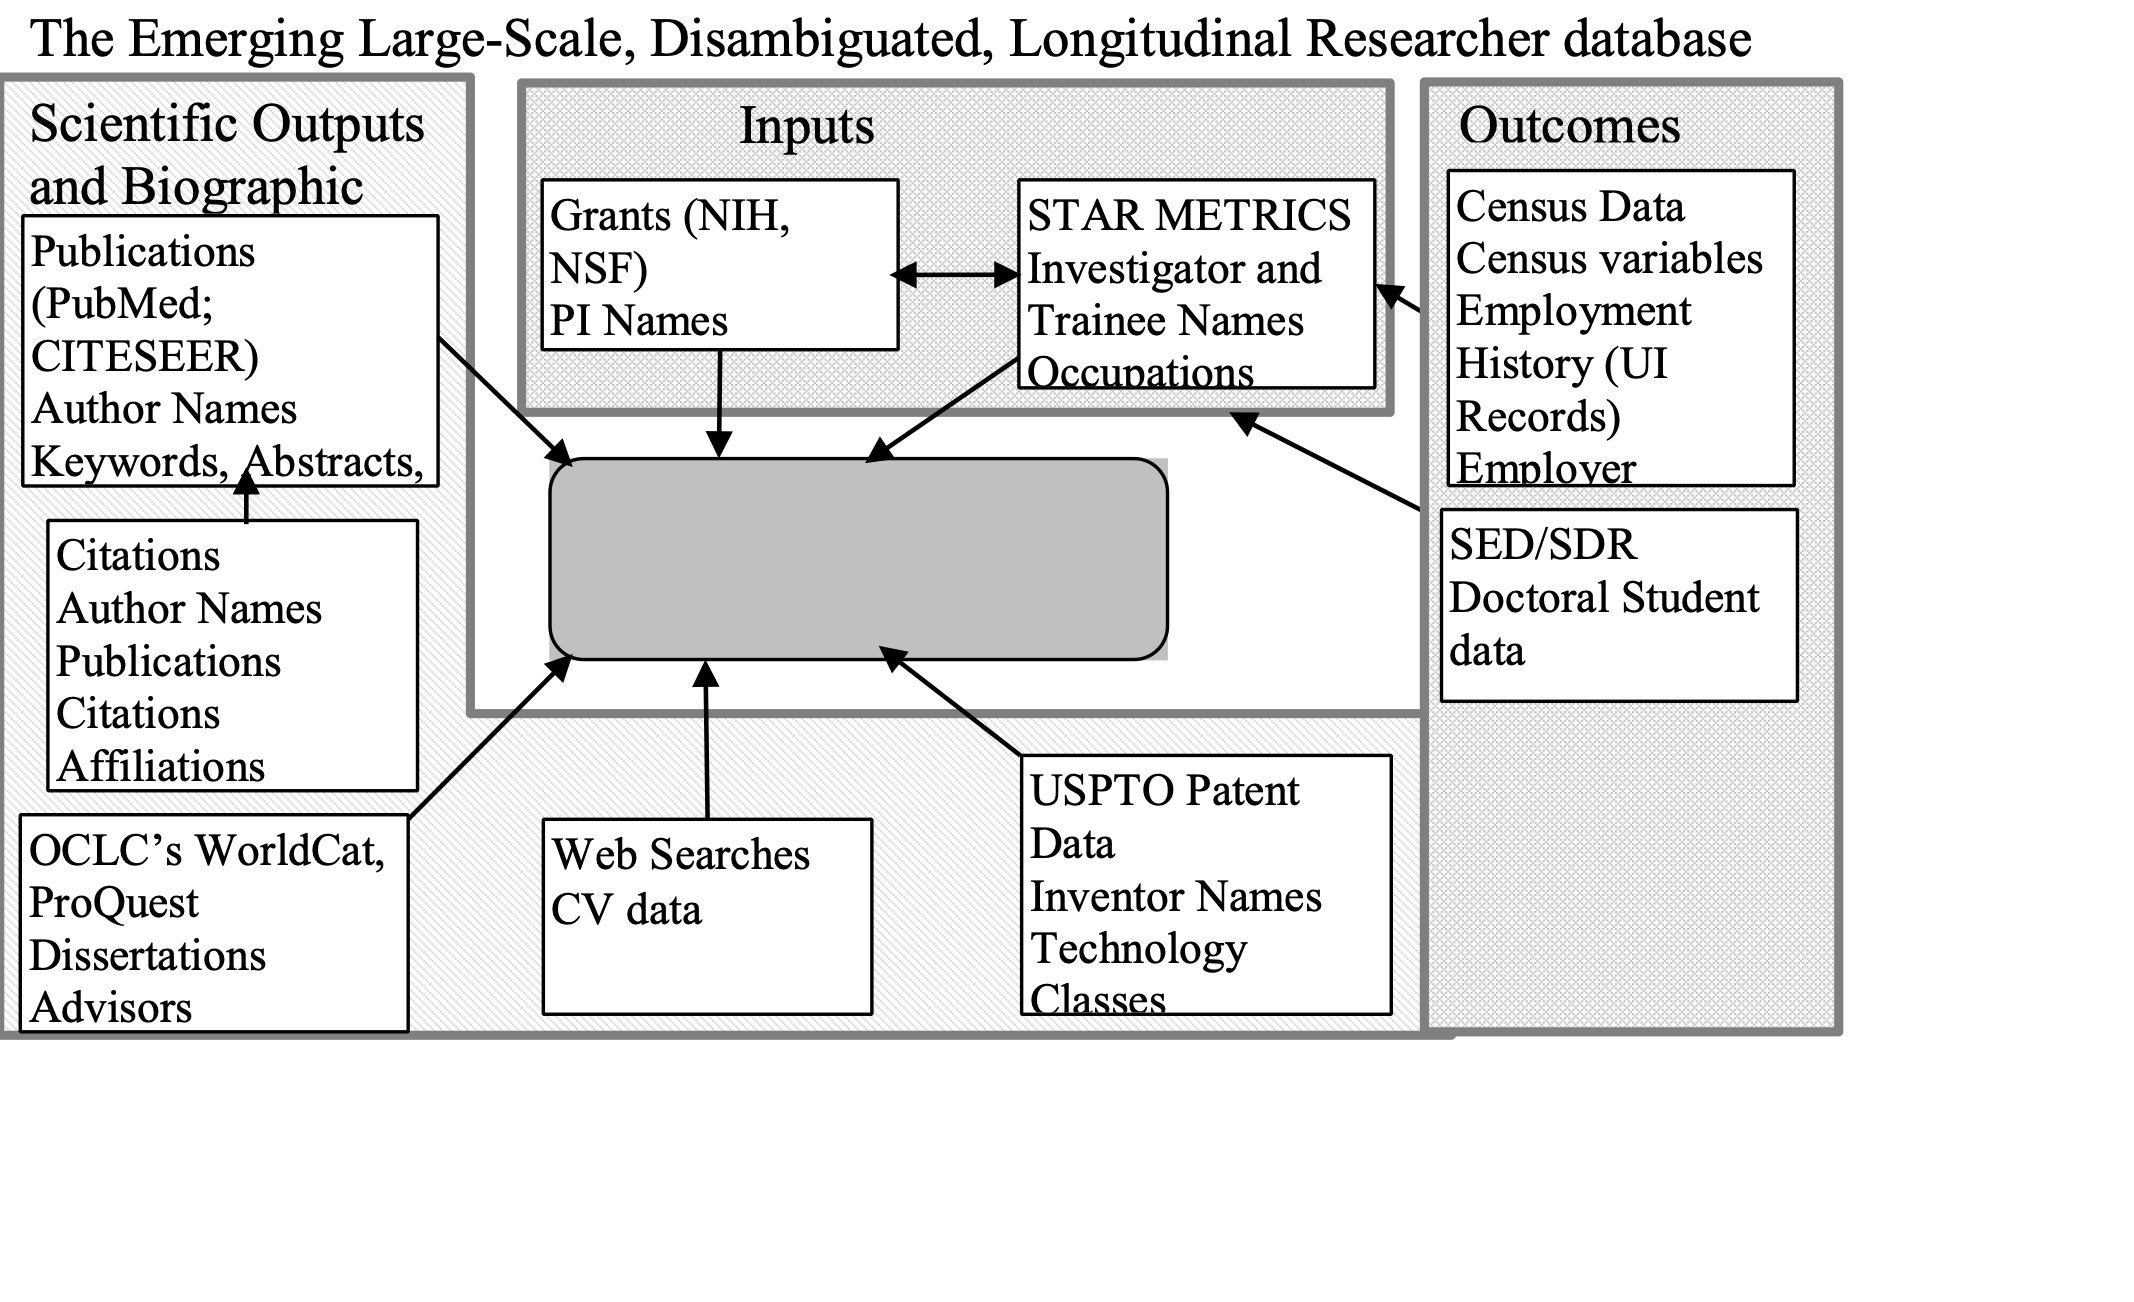 The Emerging Large-Scale, Disambiguated, Longitudinal Researcher database
Scientific Outputs
and Biographic
Publications
(PubMed;
CITESEER)
Author Names
Keywords, Abstracts,
Citations
Author Names
Publications
Citations
Affiliations
OCLC’s WorldCat,
ProQuest
Dissertations
Advisors
Inputs
Grants (NIH,
NSF)
PI Names
STAR METRICS
Investigator and
Trainee Names
Occupations
Web Searches
CV data
USPTO Patent
Data
Inventor Names
Technology
Classes
Outcomes
Census Data
Census variables
Employment
History (UI
Records)
Employer
SED/SDR
Doctoral Student
data